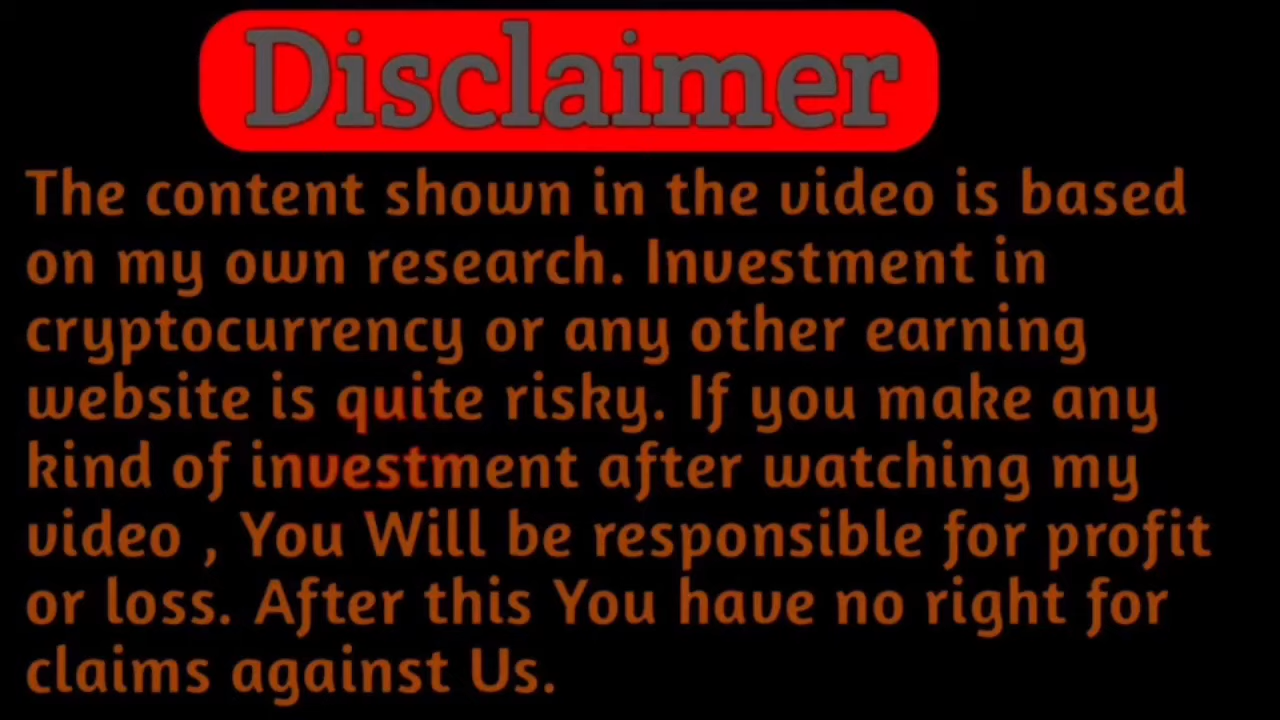 Disclaimer
The content shown in the video is based
on my own research. Investment in
cryptocurrency or any other earning
website is quite risky. If you make any
kind of investment after watching my
video , You Will be responsible for profit
or loss. After this You have no right for
claims against Us.